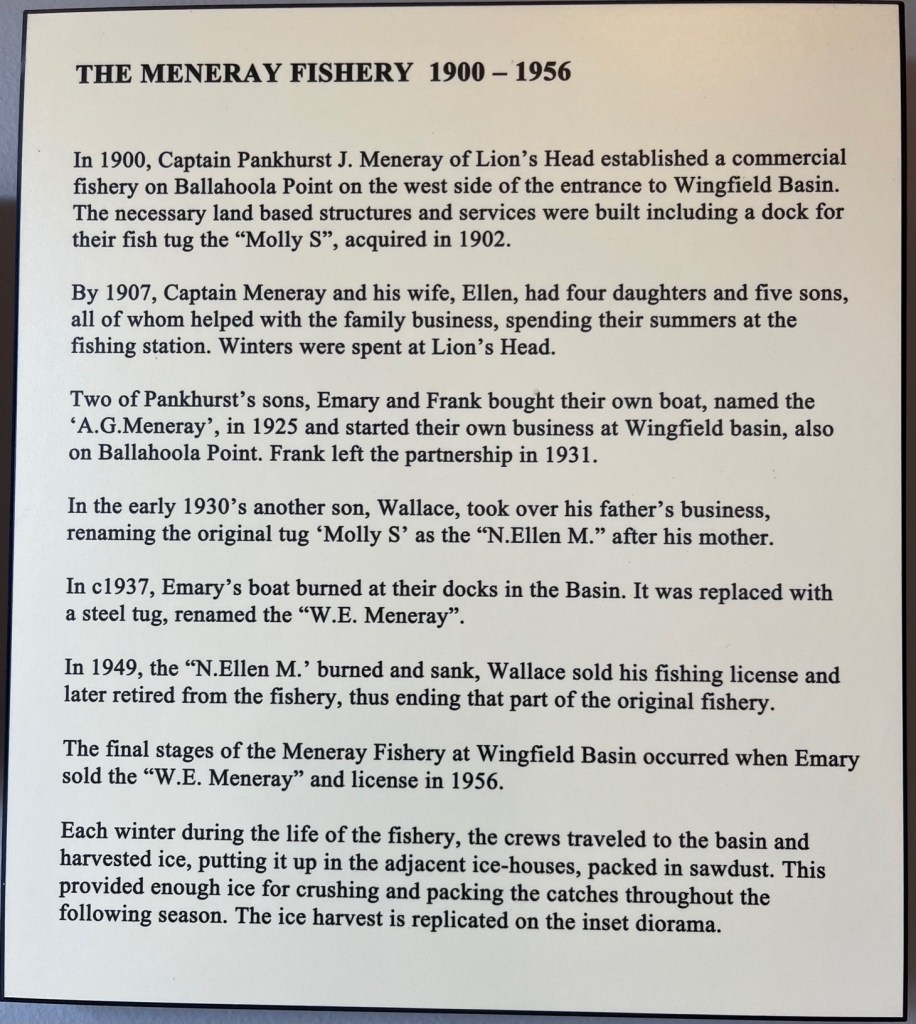 THE MENERAY FISHERY 1900 – 1956
In 1900, Captain Pankhurst J. Meneray of Lion’s Head established a commercial
fishery on Ballahoola Point on the west side of the entrance to Wingfield Basin.
The necessary land based structures and services were built including a dock for
their fish tug the “Molly S”, acquired in 1902.
By 1907, Captain Meneray and his wife, Ellen, had four daughters and five sons,
all of whom helped with the family business, spending their summers at the
fishing station. Winters were spent at Lion’s Head.
Two of Pankhurst’s sons, Emary and Frank bought their own boat, named the
‘A.G.Meneray’, in 1925 and started their own business at Wingfield basin, also
on Ballahoola Point. Frank left the partnership in 1931.
In the early 1930’s another son, Wallace, took over his father’s business,
renaming the original tug ‘Molly S’ as the “N.Ellen M.” after his mother.
In c1937, Emary’s boat burned at their docks in the Basin. It was replaced with
a steel tug, renamed the “W.E. Meneray”.
In 1949, the “N.Ellen M.’ burned and sank, Wallace sold his fishing license and
later retired from the fishery, thus ending that part of the original fishery.
The final stages of the Meneray Fishery at Wingfield Basin occurred when Emary
sold the “W.E. Meneray” and license in 1956.
Each winter during the life of the fishery, the crews traveled to the basin and
harvested ice, putting it up in the adjacent ice-houses, packed in sawdust. This
provided enough ice for crushing and packing the catches throughout the
following season. The ice harvest is replicated on the inset diorama.